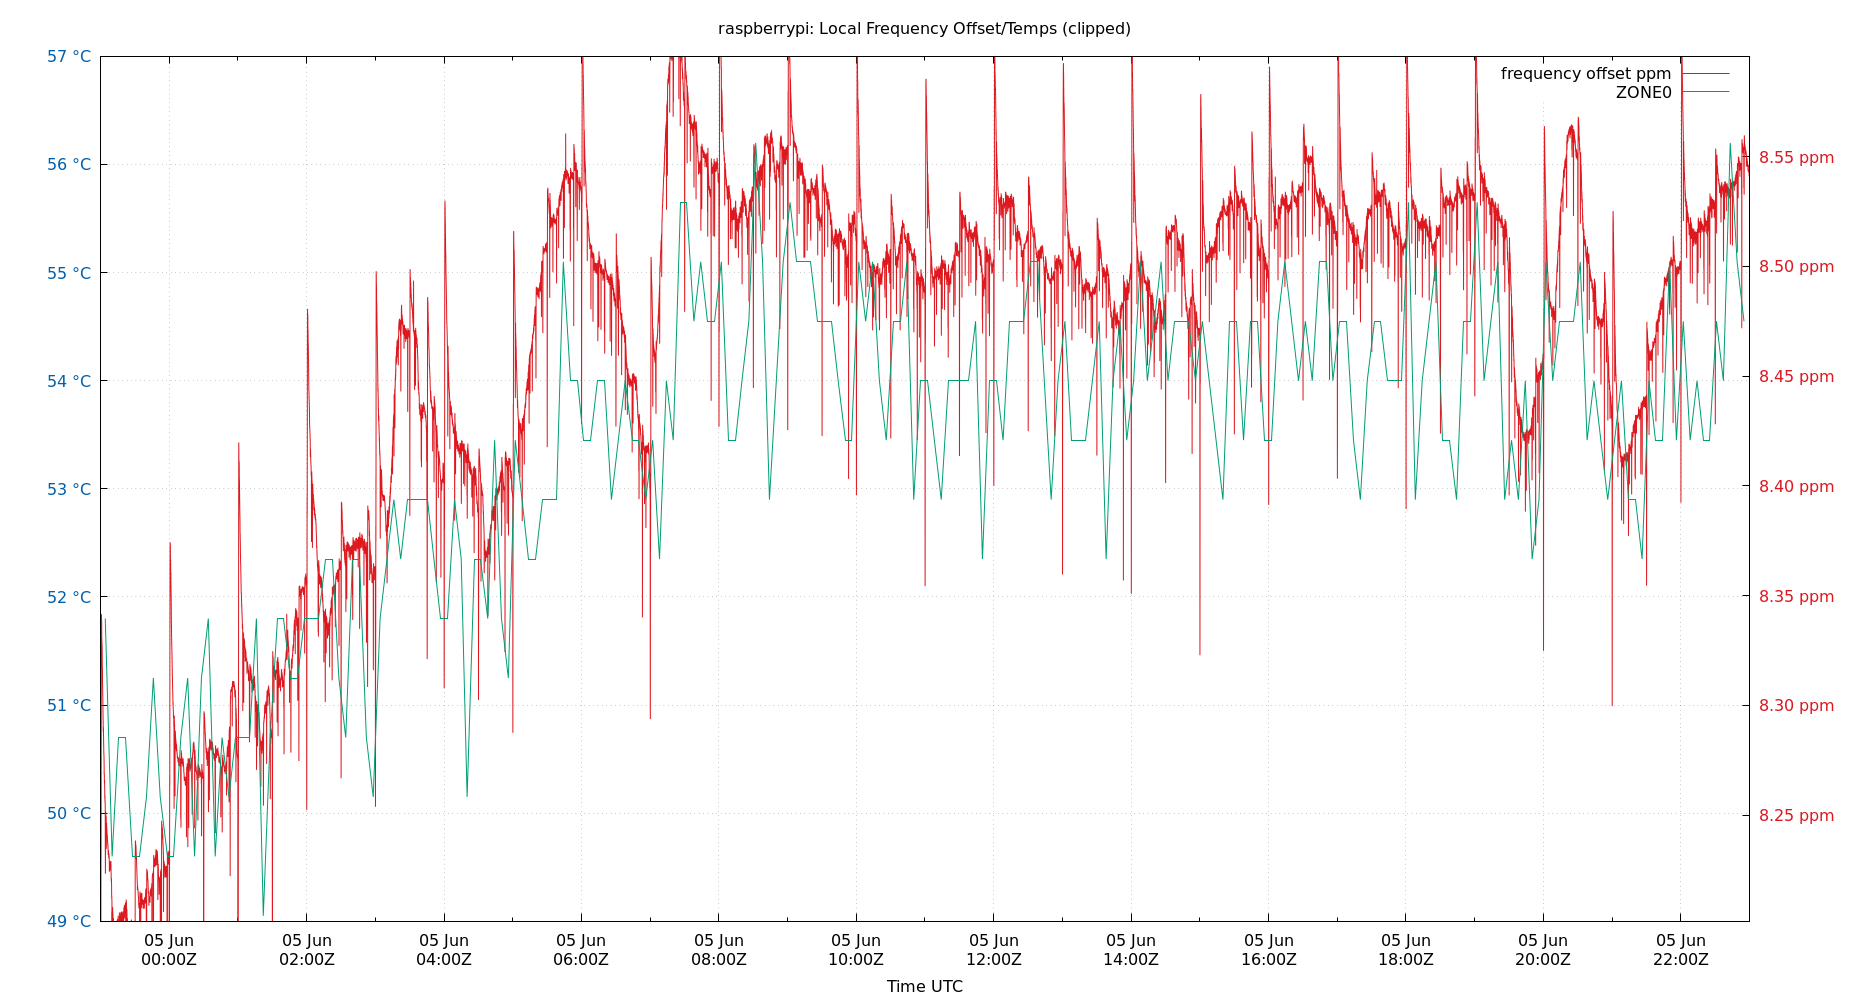 raspberrypi: Local Frequency Offset/Temps (clipped)
57 °C
56 °C
55 °C
54 °C
53 °C
52 °C
51 °C
50 °C
49 °C
frequency offset ppm
ZONE0
8.55 ppm
8.50 ppm
8.45 ppm
8.40 ppm
8.35 ppm
8.30 ppm
8.25 ppm
05 Jun 05 Jun 05 Jun 05 Jun 05 Jun 05 Jun 05 Jun 05 Jun 05 Jun 05 Jun 05 Jun 05 Jun
00:00Z 02:00Z 04:00Z 06:00Z 08:00Z 10:00Z 12:00Z 14:00Z 16:00Z 18:00Z 20:00Z 22:00Z
Time UTC